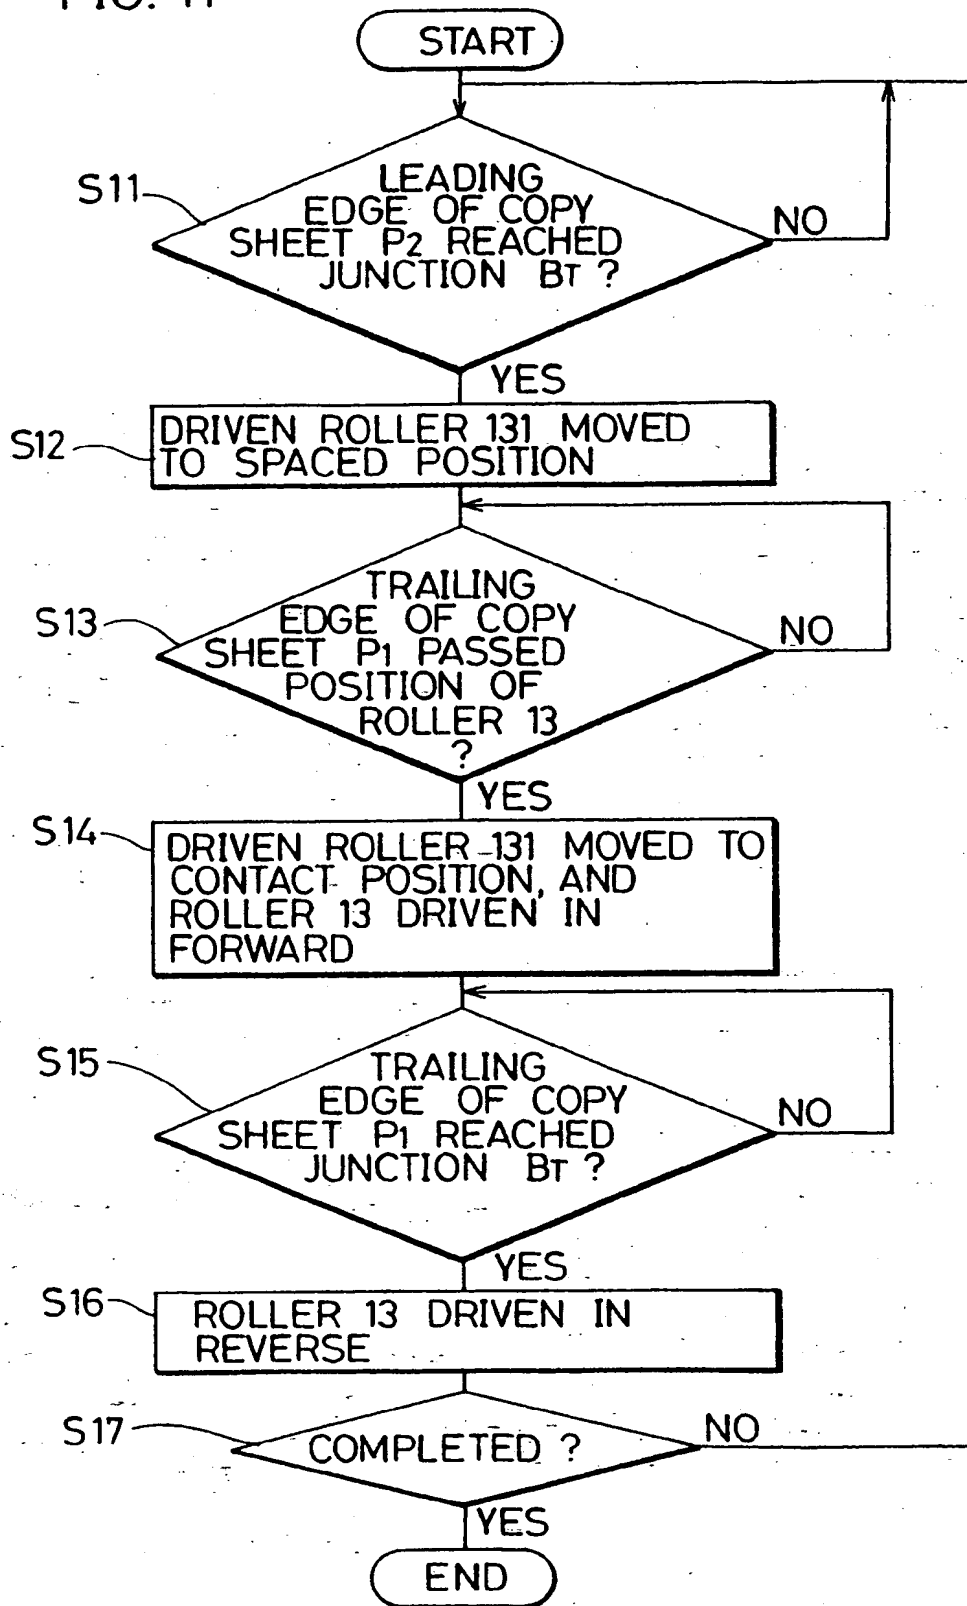 FIG. 11
START
S11
LEADING
EDGE OF COPY
SHEET P2 REACHED
JUNCTION BT ?
NO
YES
S12
DRIVEN ROLLER 131 MOVED
TO SPACED POSITION
S13
TRAILING
EDGE OF COPY
SHEET P1 PASSED
POSITION OF
ROLLER 13
?
NO
YES
S14
DRIVEN ROLLER 131 MOVED TO
CONTACT POSITION, AND
ROLLER 13 DRIVEN IN
FORWARD
S15
TRAILING
EDGE OF COPY
SHEET P1 REACHED
JUNCTION BT ?
NO
YES
S16
ROLLER 13 DRIVEN IN
REVERSE
S17
COMPLETED ?
NO
YES
END